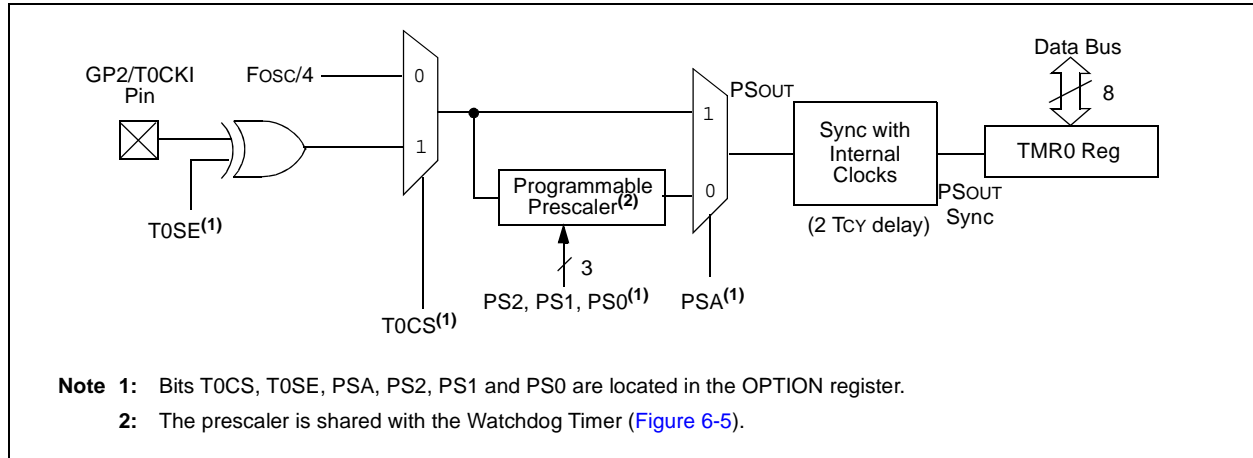 Data Bus
8
GP2/T0CKI
Pin
FOSC/4
0
1
T0SE(1)
T0CS(1)
Programmable
Prescaler(2)
3
PS2, PS1, PS0(1)
1
0
PSA(1)
PSOUT
Sync with
Internal
Clocks
(2 TCY delay)
PSOUT
Sync
TMR0 Reg
Note 1: Bits T0CS, T0SE, PSA, PS2, PS1 and PS0 are located in the OPTION register.
2: The prescaler is shared with the Watchdog Timer (Figure 6-5).